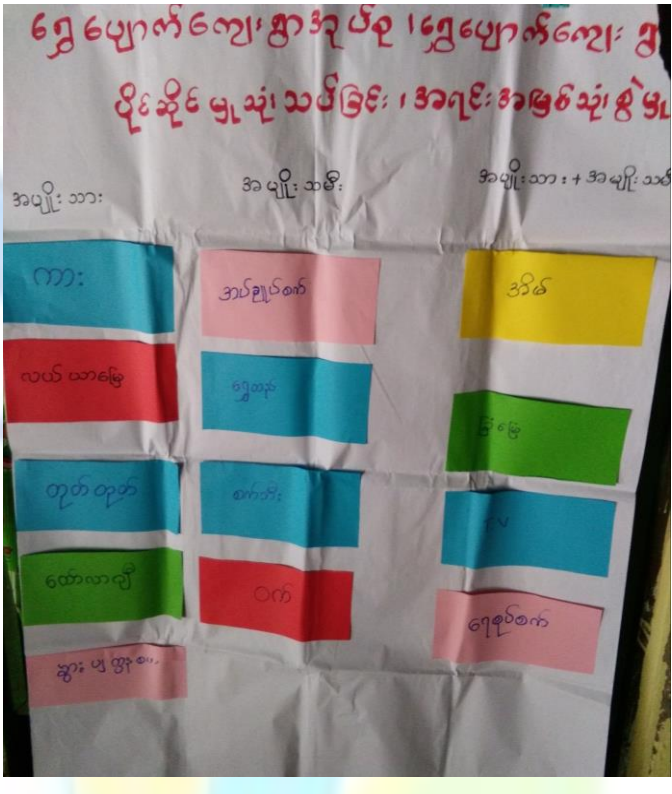 ရွှေပျောက်ကျေးရွာအုပ်စု ၊ ရွှေပျောက်ကျေး ရွ
ပိုင်ဆိုင်မှုသုံးသပ်ခြင်း ၊ အရင်းအမြစ်သုံးစွဲမှု
အမျိုးသား
အမျိုးသမီး
အမျိုးသား + အမျိုးသမီ
ကား
အပ်ချုပ်စက်
အိမ်
လယ်ယာမြေ
ရွှေထည်
ခြံမြေ
တုတ်တုတ်
စက်ဘီး
TV
ထော်လာဂျီ
ဝက်
ရေစုပ်စက်
နွား